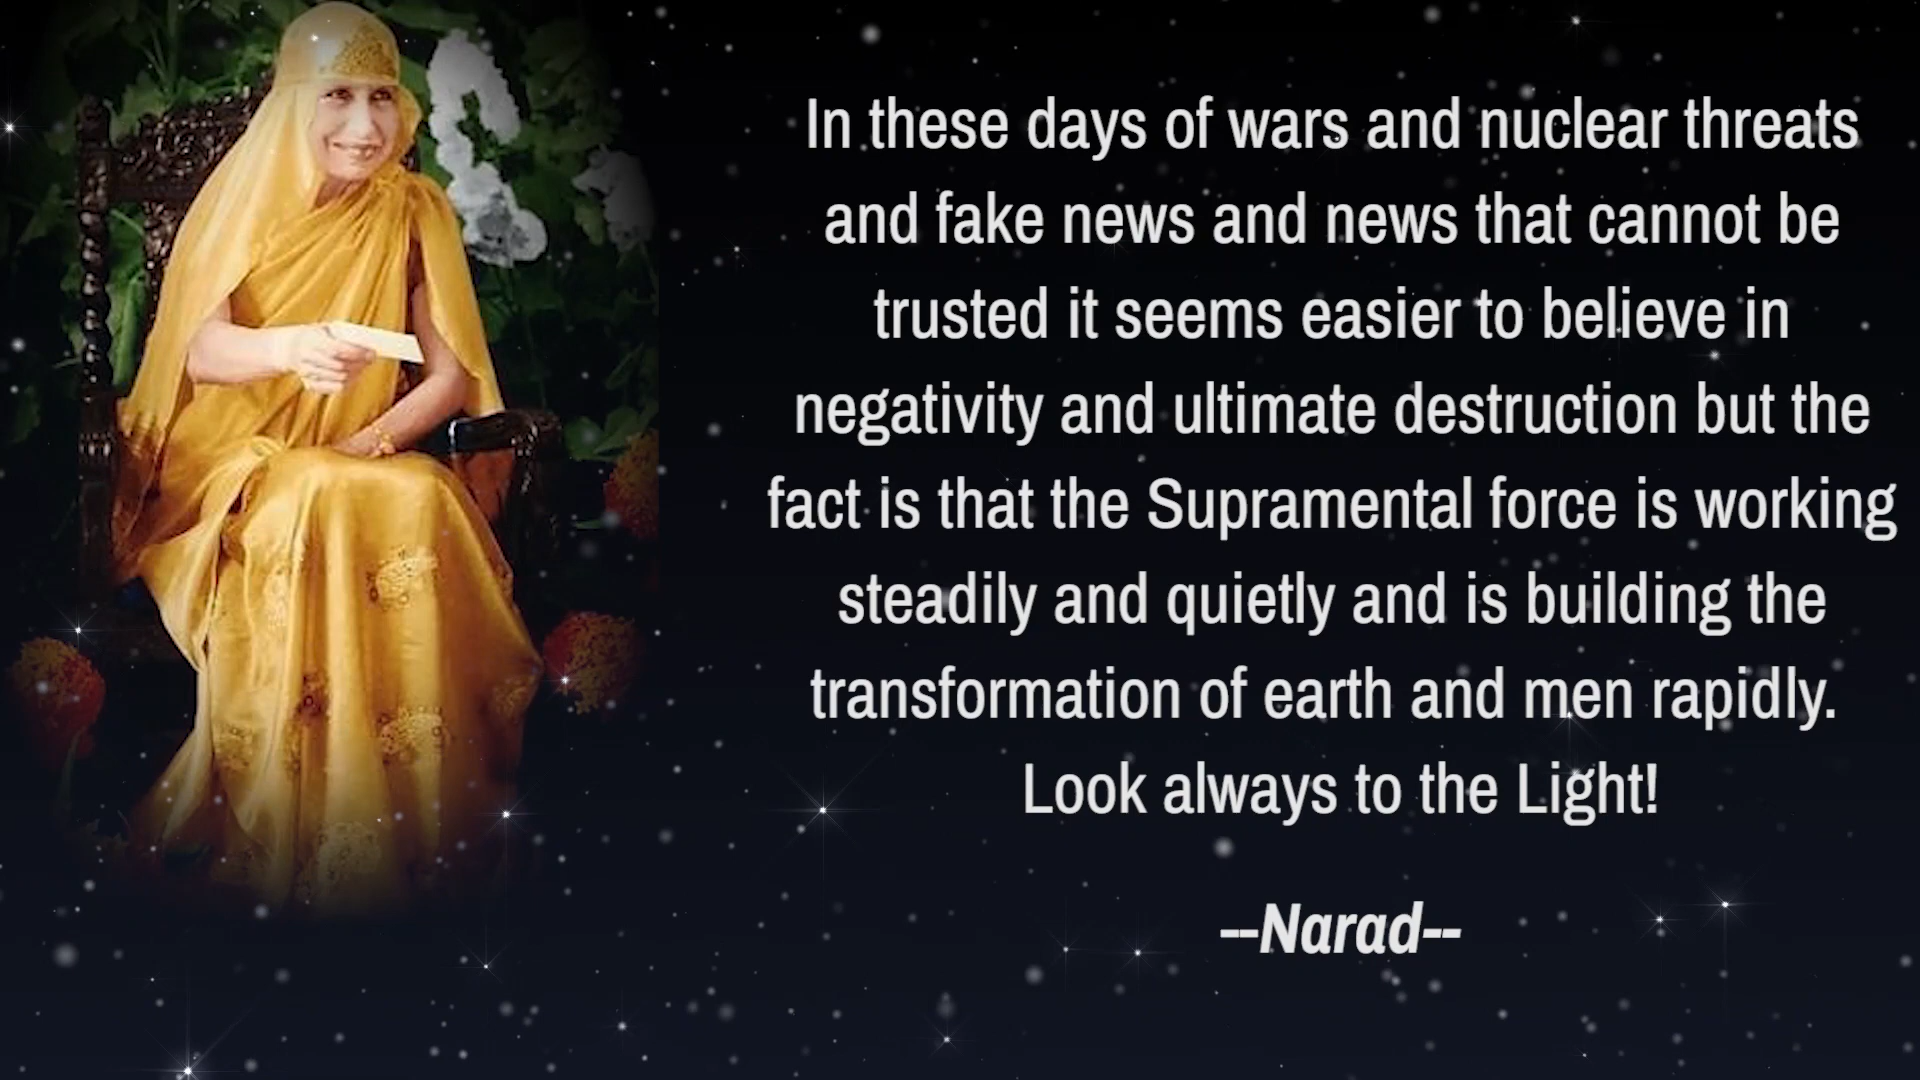 In these days of wars and nuclear threats
and fake news and news that cannot be
trusted it seems easier to believe in
negativity and ultimate destruction but the
fact is that the Supramental force is working
steadily and quietly and is building the
transformation of earth and men rapidly.
Look always to the Light!
--Narad--